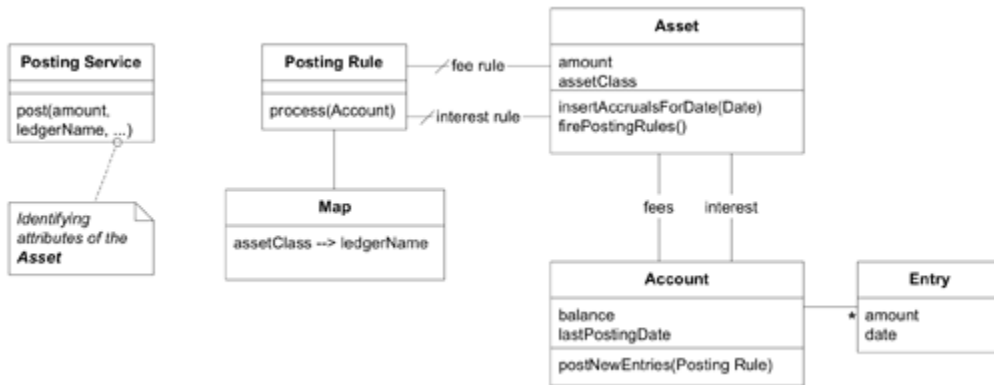 Posting Service
post(amount,
ledgerName, ...)
Identifying
attributes of the
Asset
Posting Rule
process(Account)
fee rule
interest rule
Map
assetClass --> ledgerName
Asset
amount
assetClass
insertAccrualsForDate(Date)
firePostingRules()
fees
interest
Account
balance
lastPostingDate
postNewEntries(Posting Rule)
*
Entry
amount
date